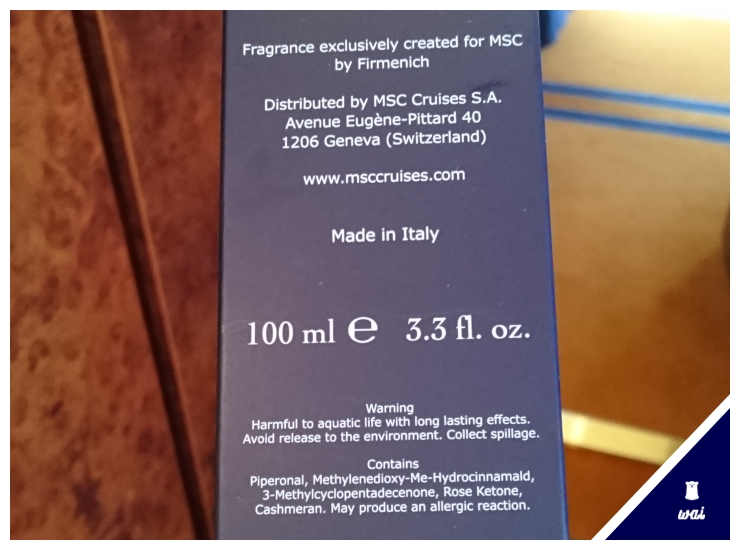 Fragrance exclusively created for MSC
by Firmenich
Distributed by MSC Cruises S.A.
Avenue Eugène-Pittard 40
1206 Geneva (Switzerland)
www.msccruises.com
Made in Italy
100 ml ℮ 3.3 fl. oz.
Warning
Harmful to aquatic life with long lasting effects.
Avoid release to the environment. Collect spillage.
Contains
Piperonal, Methylenedioxy-Me-Hydrocinnamald,
3-Methylcyclopentadecenone, Rose Ketone,
Cashmeran. May produce an allergic reaction.
wai